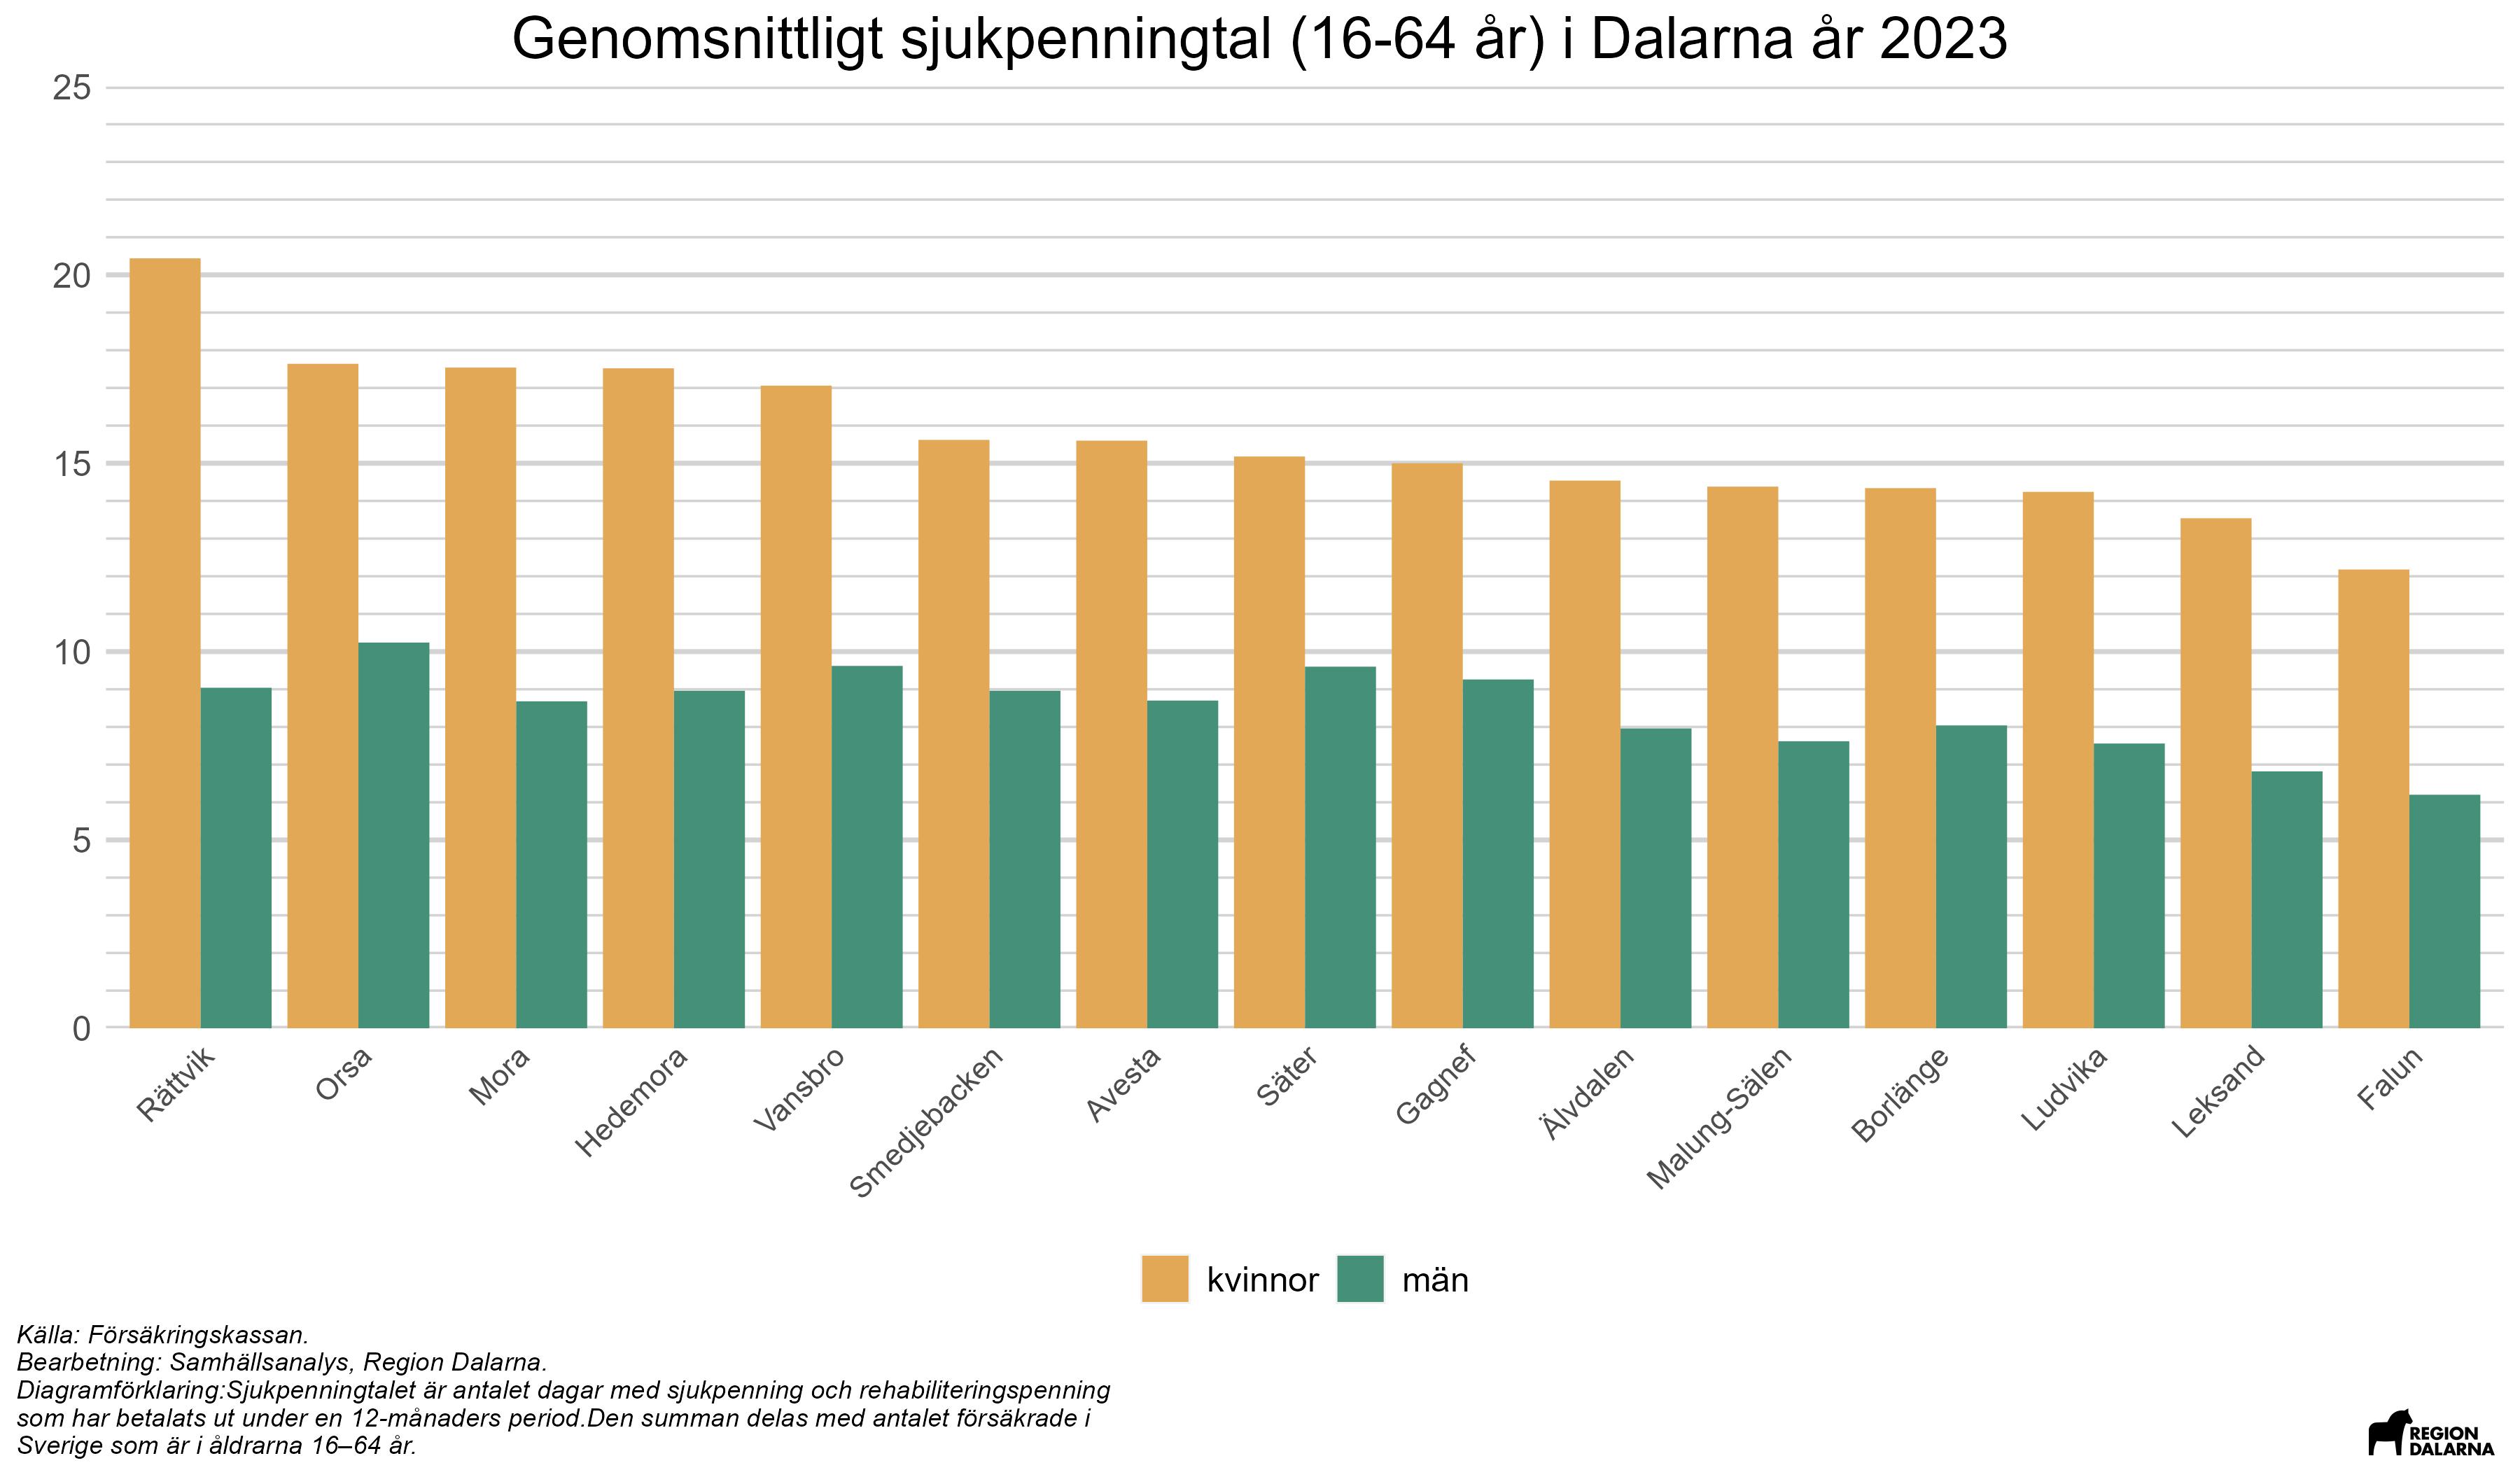 Genomsnittligt sjukpenningtal (16-64 år) i Dalarna år 2023
25
20
15
10
5
0
Rättvik
Orsa
Mora
Hedemora
Vansbro
Smedjebacken
Avesta
Säter
Gagnef
Älvdalen
Malung-Sälen
Borlänge
Ludvika
Leksand
Falun
kvinnor
män
Källa: Försäkringskassan.
Bearbetning: Samhällsanalys, Region Dalarna.
Diagramförklaring:Sjukpenningtalet är antalet dagar med sjukpenning och rehabiliteringspenning
som har betalats ut under en 12-månaders period.Den summan delas med antalet försäkrade i
Sverige som är i åldrarna 16–64 år.
REGION
DALARNA